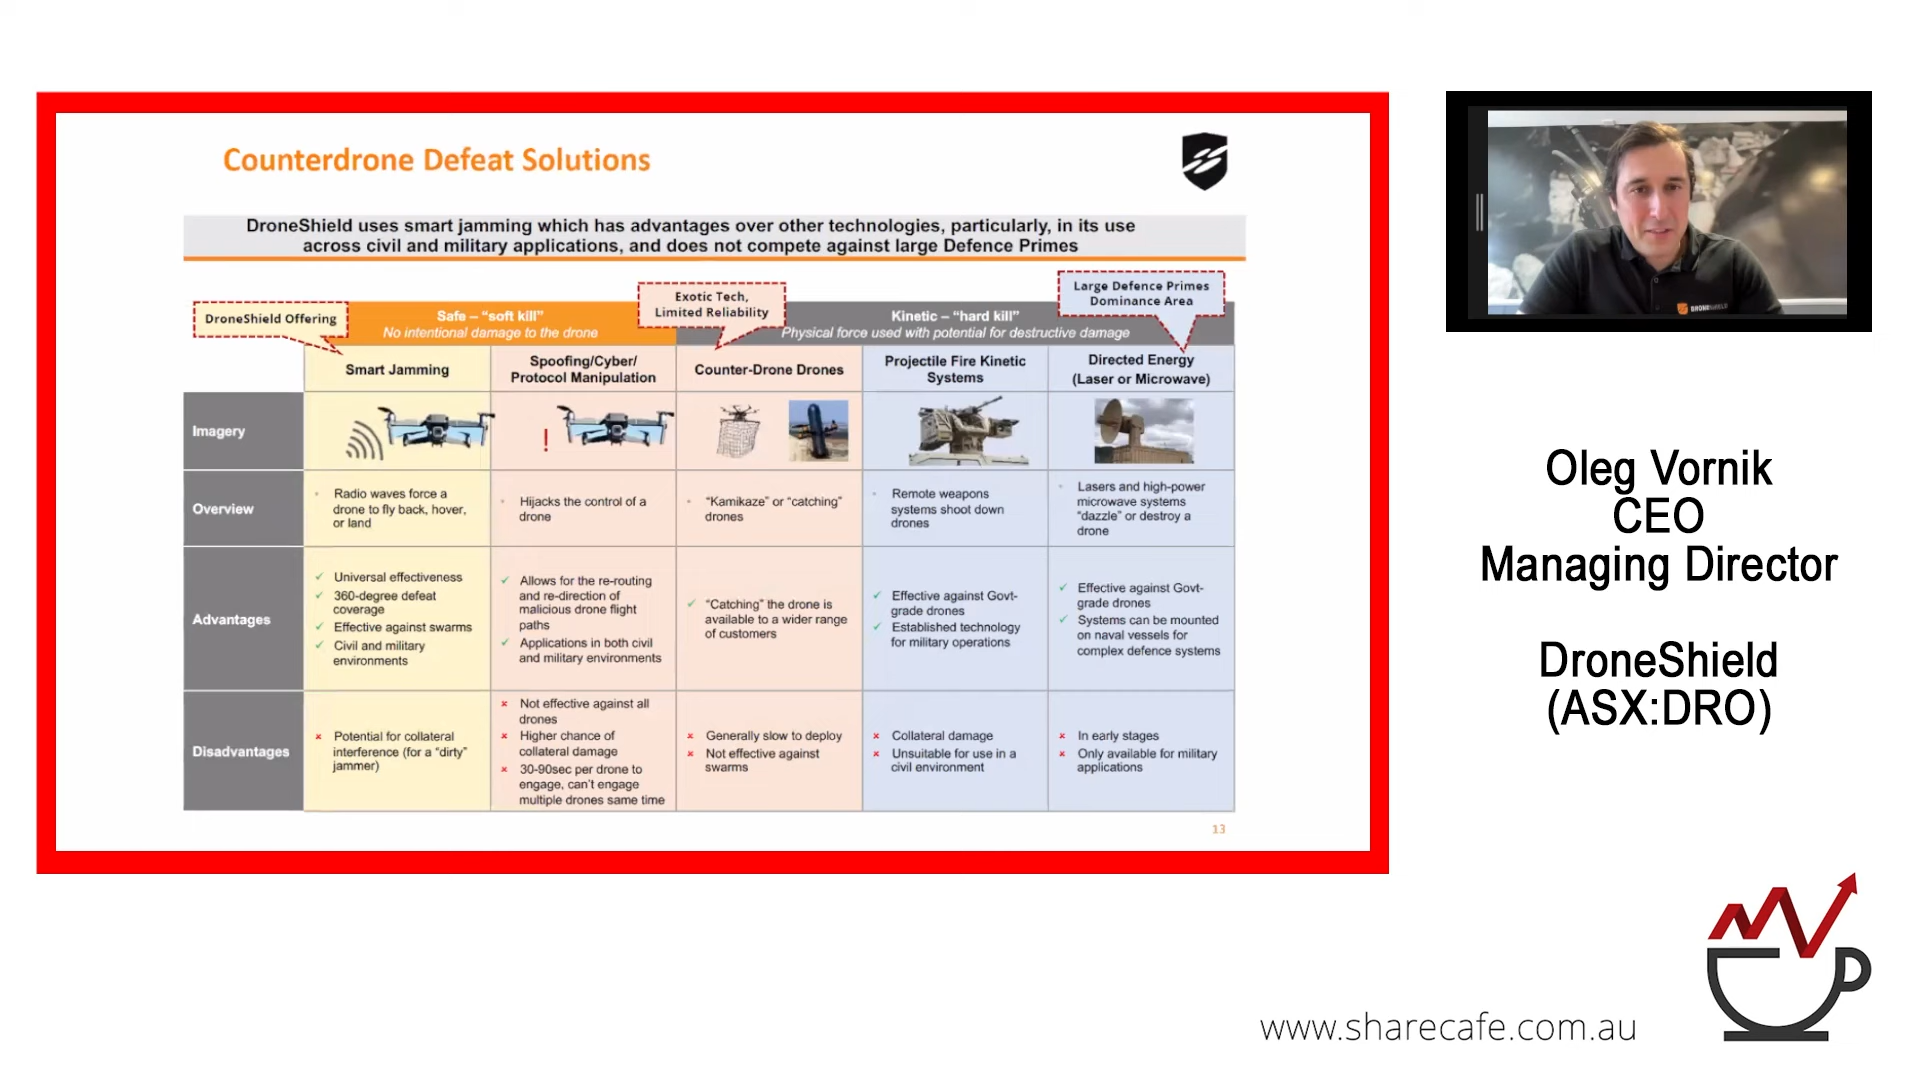 Counterdrone Defeat Solutions
DroneShield uses smart jamming which has advantages over other technologies, particularly, in its use
across civil and military applications, and does not compete against large Defence Primes
DroneShield Offering
Exotic Tech,
Limited Reliability
Large Defence Primes
Dominance Area
Safe – “soft kill”
No intentional damage to the drone
Kinetic – “hard kill”
Physical force used with potential for destructive damage
Smart Jamming
Spoofing/Cyber/
Protocol Manipulation
Counter-Drone Drones
Projectile Fire Kinetic
Systems
Directed Energy
(Laser or Microwave)
Imagery
!
Overview
Radio waves force a
drone to fly back, hover,
or land
Hijacks the control of a
drone
“Kamikaze” or “catching”
drones
Remote weapons
systems shoot down
drones
Lasers and high-power
microwave systems
“dazzle” or destroy a
drone
Advantages
Universal effectiveness
360-degree defeat
coverage
Effective against swarms
Civil and military
environments
Allows for the re-routing
and re-direction of
malicious drone flight
paths
Applications in both civil
and military environments
“Catching” the drone is
available to a wider range
of customers
Effective against Govt-
grade drones
Established technology
for military operations
Effective against Govt-
grade drones
Systems can be mounted
on naval vessels for
complex defence systems
Disadvantages
Potential for collateral
interference (for a “dirty”
jammer)
Not effective against all
drones
Higher chance of
collateral damage
30-90sec per drone to
engage, can’t engage
multiple drones same time
Generally slow to deploy
Not effective against
swarms
Collateral damage
Unsuitable for use in a
civil environment
In early stages
Only available for military
applications
13
DRONESHIELD
Oleg Vornik
CEO
Managing Director
DroneShield
(ASX:DRO)
www.sharecafe.com.au